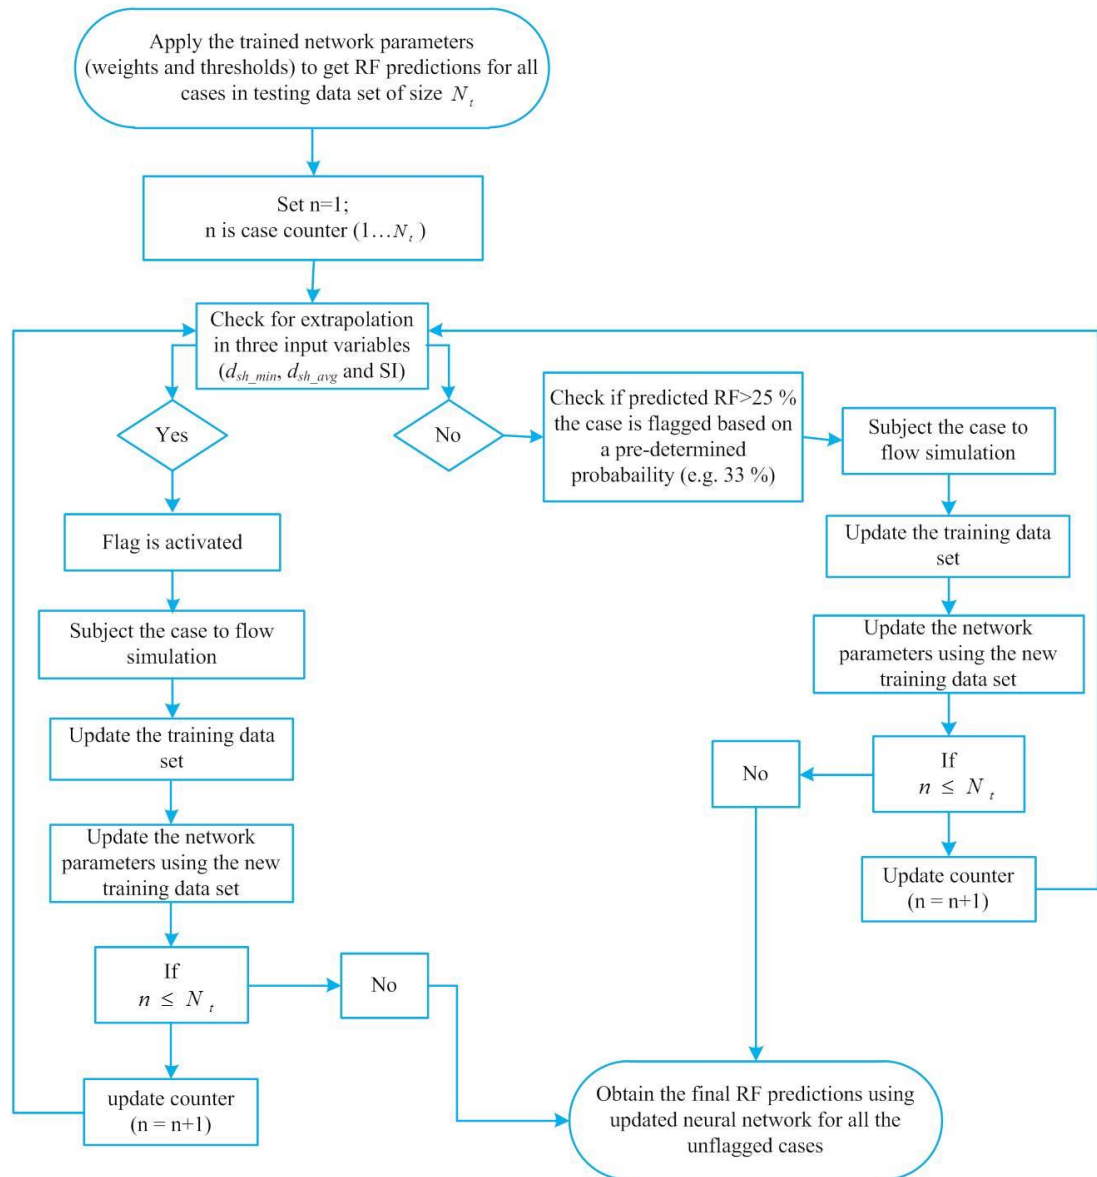 Apply the trained network parameters
(weights and thresholds) to get RF predictions for all
cases in testing data set of size N_t
Set n=1;
n is case counter (1…N_t )
Check for extrapolation
in three input variables
(d_sh_min, d_sh_avg and SI)
Yes
No
Check if predicted RF>25 %
the case is flagged based on
a pre-determined
probabaility (e.g. 33 %)
Subject the case to
flow simulation
Update the training data
set
Update the network
parameters using the new
training data set
If
n ≤ N_t
No
Update counter
(n = n+1)
Flag is activated
Subject the case to flow
simulation
Update the training data
set
Update the network
parameters using the new
training data set
If
n ≤ N_t
No
update counter
(n = n+1)
Obtain the final RF predictions using
updated neural network for all the
unflagged cases